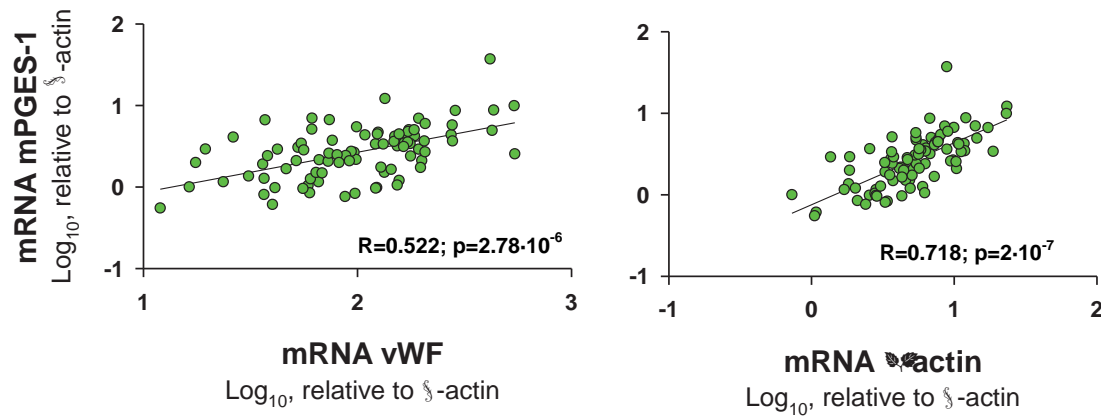 mRNA mPGES-1
Log10, relative to §-actin
2
1
0
-1
1
2
3
R=0.522; p=2.78·10-6
mRNA vWF
Log10, relative to §-actin
2
1
0
-1
-1
0
1
2
R=0.718; p=2·10-7
mRNA actin
Log10, relative to §-actin